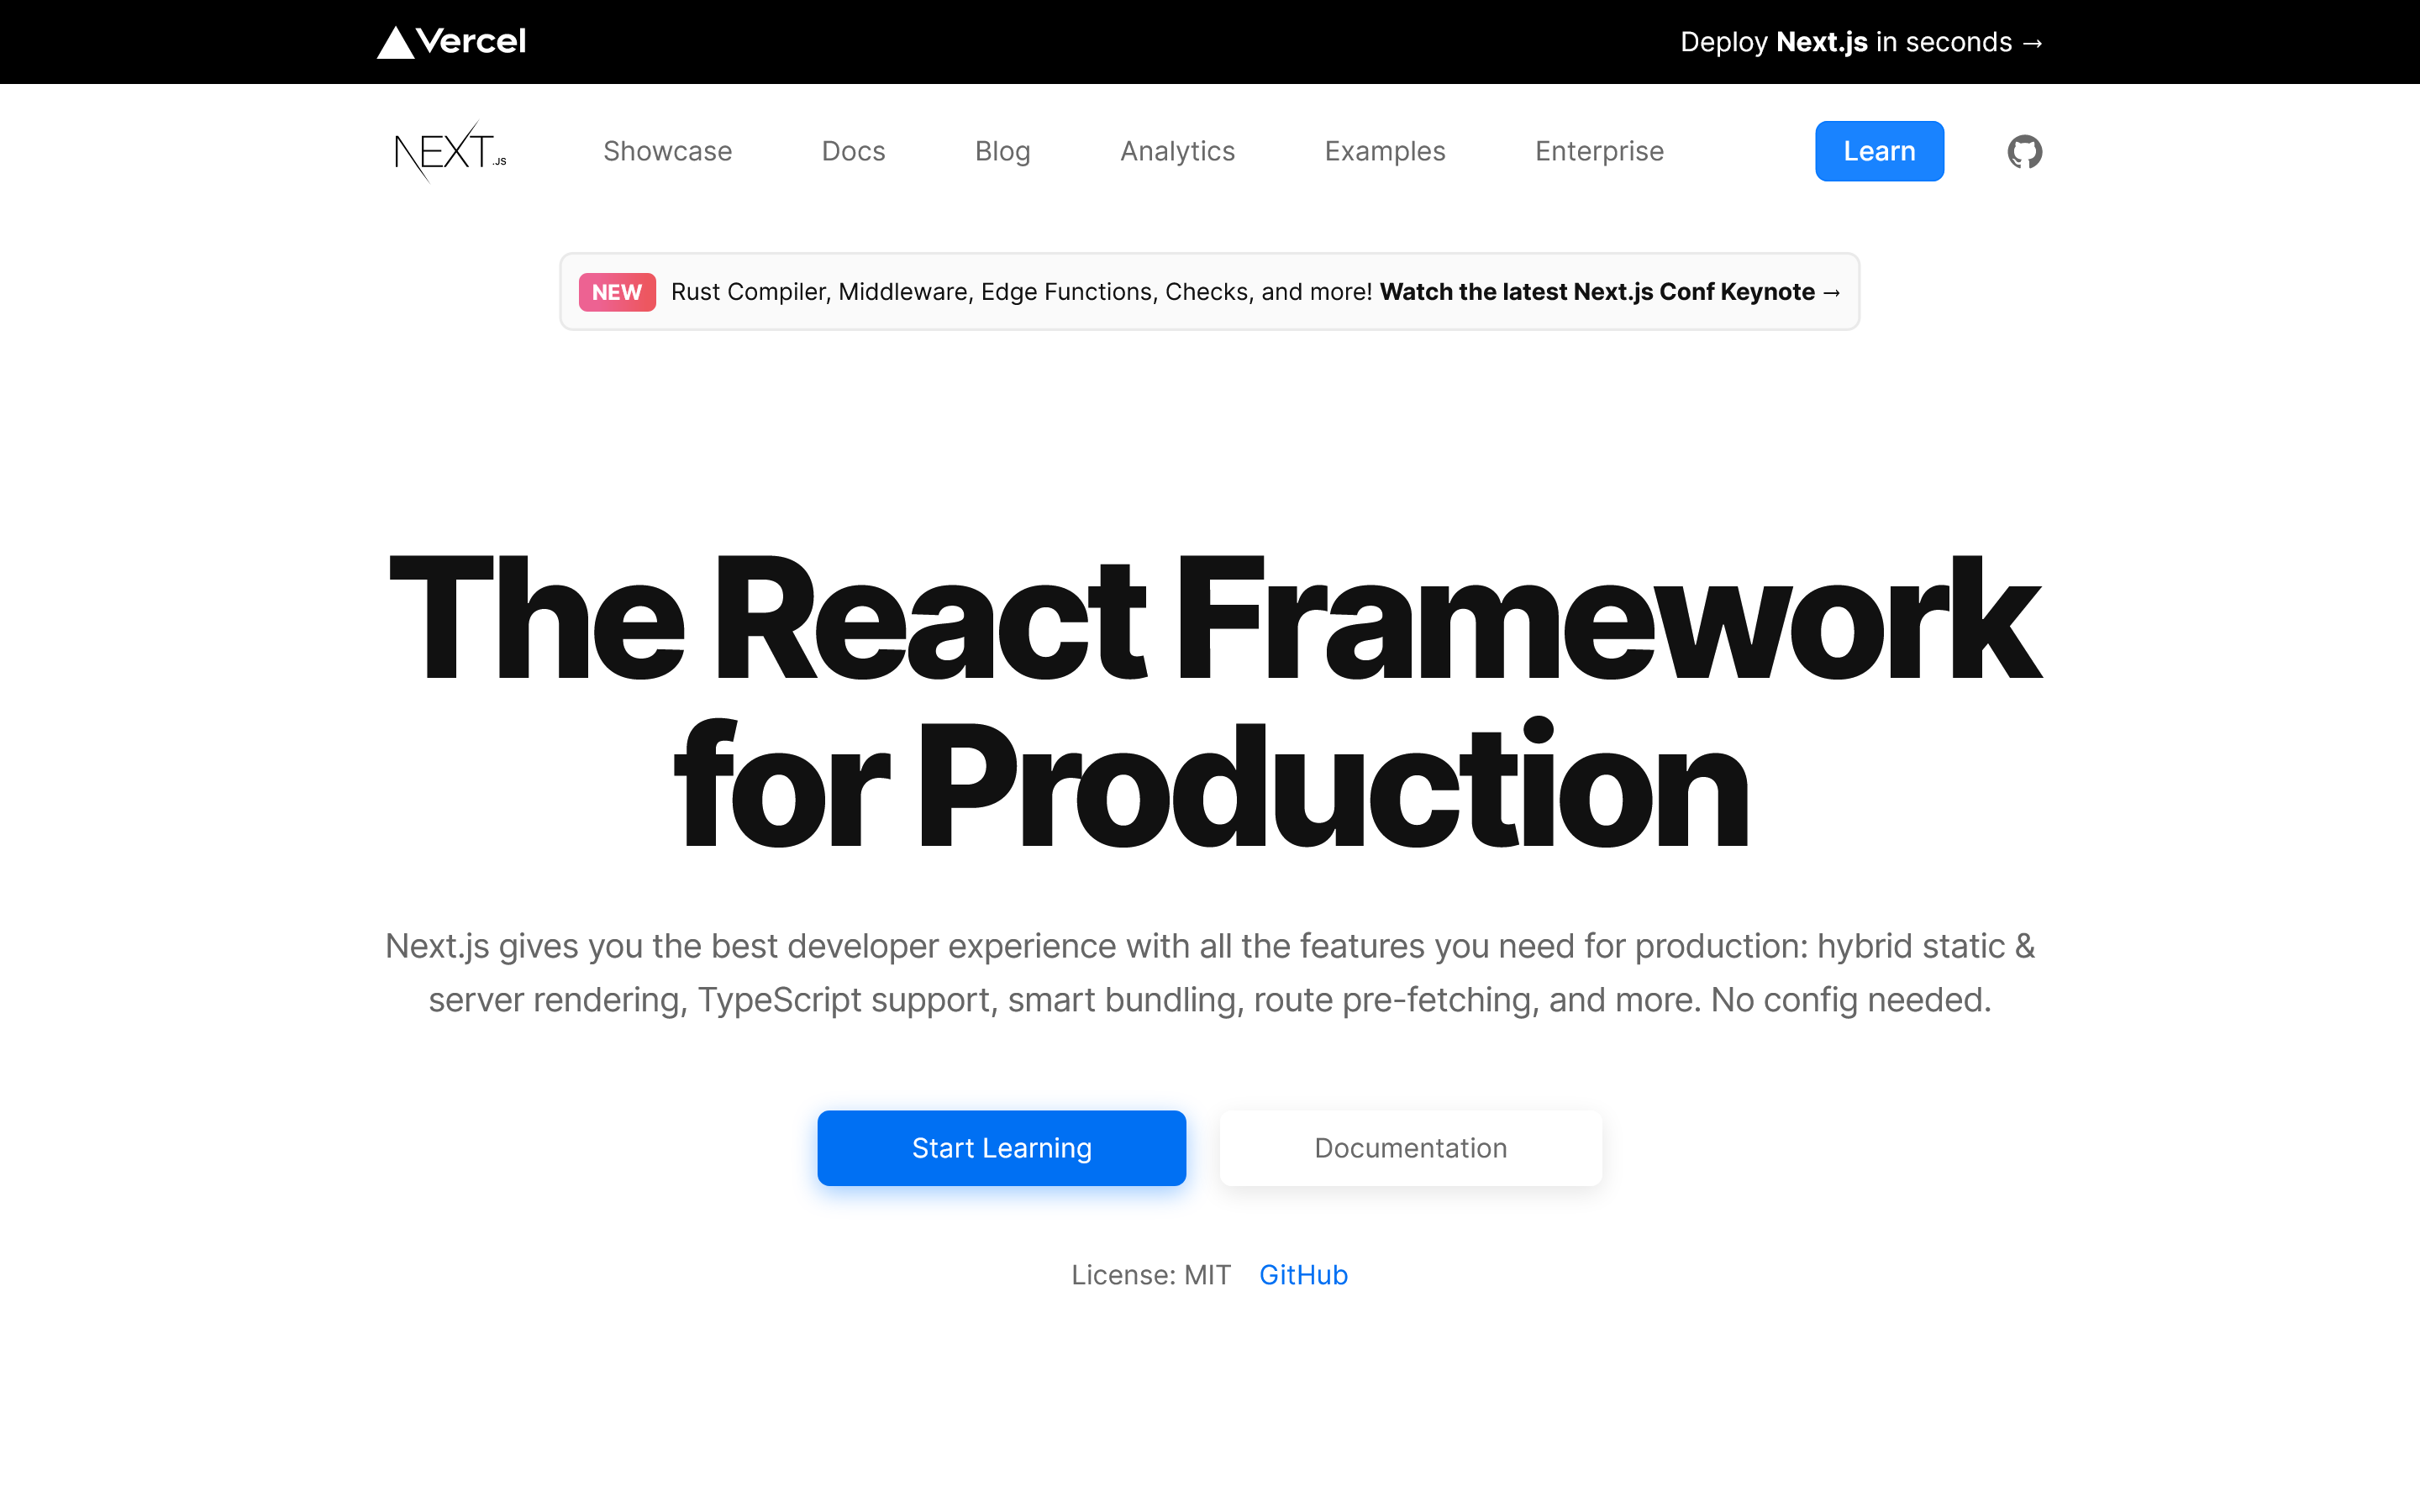 Vercel
Deploy Next.js in seconds →
NEXT.JS
Showcase
Docs
Blog
Analytics
Examples
Enterprise
Learn
NEW Rust Compiler, Middleware, Edge Functions, Checks, and more! Watch the latest Next.js Conf Keynote →
The React Framework
for Production
Next.js gives you the best developer experience with all the features you need for production: hybrid static &
server rendering, TypeScript support, smart bundling, route pre-fetching, and more. No config needed.
Start Learning
Documentation
License: MIT GitHub